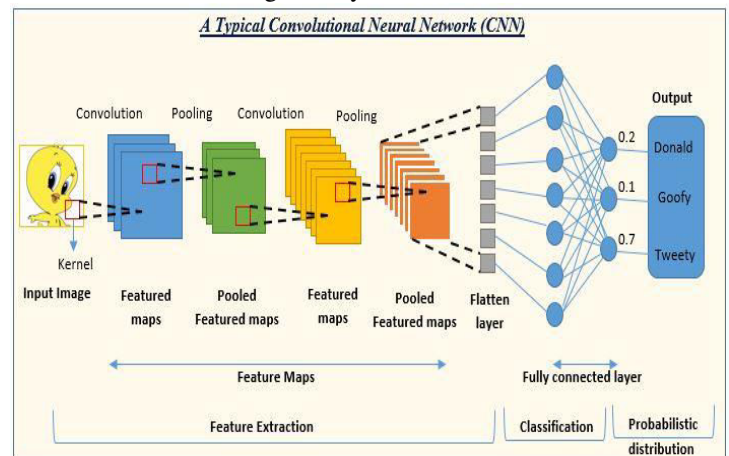 A Typical Convolutional Neural Network (CNN)
Convolution
Pooling
Convolution
Pooling
Output
0.2
Donald
0.1
Goofy
0.7
Tweety
Kernel
Input Image
Featured
maps
Pooled
Featured maps
Featured
maps
Pooled
Featured maps
Flatten
layer
Feature Maps
Fully connected layer
Feature Extraction
Classification
Probabilistic
distribution